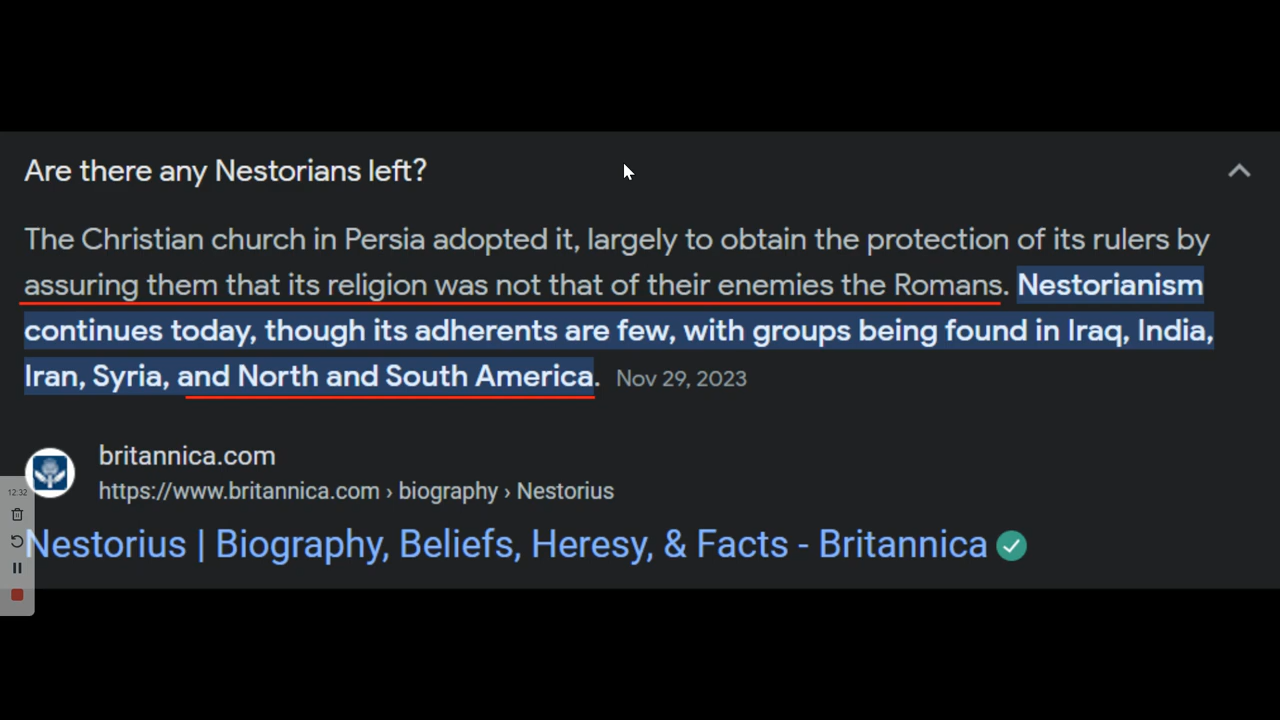 Are there any Nestorians left?
The Christian church in Persia adopted it, largely to obtain the protection of its rulers by
assuring them that its religion was not that of their enemies the Romans. Nestorianism
continues today, though its adherents are few, with groups being found in Iraq, India,
Iran, Syria, and North and South America. Nov 29, 2023
britannica.com
https://www.britannica.com › biography › Nestorius
12:32
Nestorius | Biography, Beliefs, Heresy, & Facts - Britannica